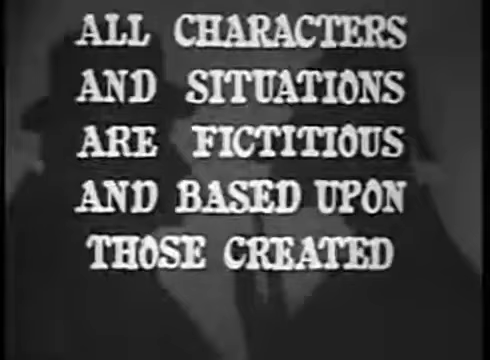 ALL CHARACTERS
AND SITUATIONS
ARE FICTITIOUS
AND BASED UPON
THOSE CREATED